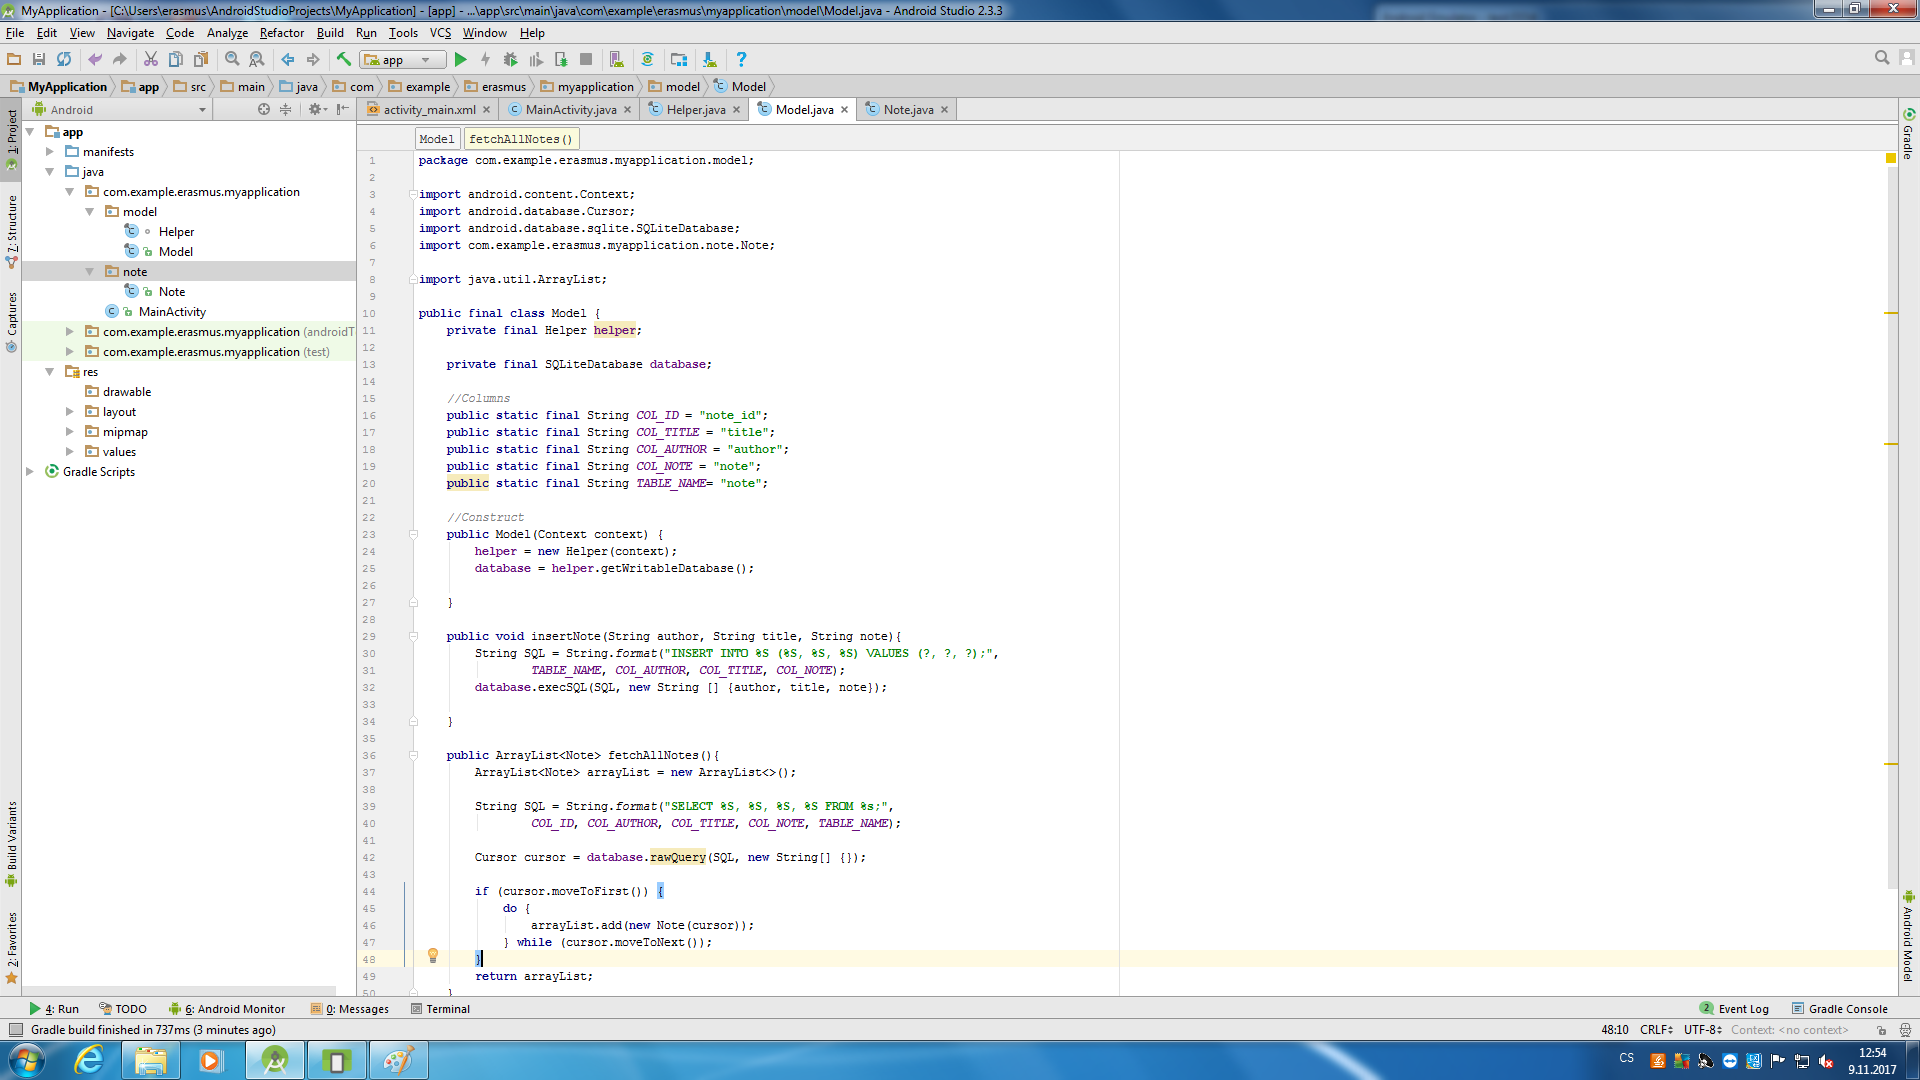 MyApplication - [C:\Users\erasmus\AndroidStudioProjects\MyApplication] - [app] - ...\app\src\main\java\com\example\erasmus\myapplication\model\Model.java - Android Studio 2.3.3
File Edit View Navigate Code Analyze Refactor Build Run Tools VCS Window Help
app
MyApplication app src main java com example erasmus myapplication model Model
Android
activity_main.xml MainActivity.java Helper.java Model.java Note.java
1: Project
7: Structure
Captures
Build Variants
2: Favorites
app
manifests
java
com.example.erasmus.myapplication
model
Helper
Model
note
Note
MainActivity
com.example.erasmus.myapplication (androidT
com.example.erasmus.myapplication (test)
res
drawable
layout
mipmap
values
Gradle Scripts
Model fetchAllNotes()
1 package com.example.erasmus.myapplication.model;
2
3 import android.content.Context;
4 import android.database.Cursor;
5 import android.database.sqlite.SQLiteDatabase;
6 import com.example.erasmus.myapplication.note.Note;
7
8 import java.util.ArrayList;
9
10 public final class Model {
11 private final Helper helper;
12
13 private final SQLiteDatabase database;
14
15 //Columns
16 public static final String COL_ID = "note_id";
17 public static final String COL_TITLE = "title";
18 public static final String COL_AUTHOR = "author";
19 public static final String COL_NOTE = "note";
20 public static final String TABLE_NAME= "note";
21
22 //Construct
23 public Model(Context context) {
24 helper = new Helper(context);
25 database = helper.getWritableDatabase();
26
27 }
28
29 public void insertNote(String author, String title, String note){
30 String SQL = String.format("INSERT INTO %S (%S, %S, %S) VALUES (?, ?, ?);",
31 TABLE_NAME, COL_AUTHOR, COL_TITLE, COL_NOTE);
32 database.execSQL(SQL, new String [] {author, title, note});
33
34 }
35
36 public ArrayList<Note> fetchAllNotes(){
37 ArrayList<Note> arrayList = new ArrayList<>();
38
39 String SQL = String.format("SELECT %S, %S, %S, %S FROM %s;",
40 COL_ID, COL_AUTHOR, COL_TITLE, COL_NOTE, TABLE_NAME);
41
42 Cursor cursor = database.rawQuery(SQL, new String[] {});
43
44 if (cursor.moveToFirst()) {
45 do {
46 arrayList.add(new Note(cursor));
47 } while (cursor.moveToNext());
48 }
49 return arrayList;
50 }
Gradle
Android Model
4: Run TODO 6: Android Monitor 0: Messages Terminal 2 Event Log Gradle Console
Gradle build finished in 737ms (3 minutes ago) 48:10 CRLF UTF-8 Context: <no context>
CS 12:54
9.11.2017